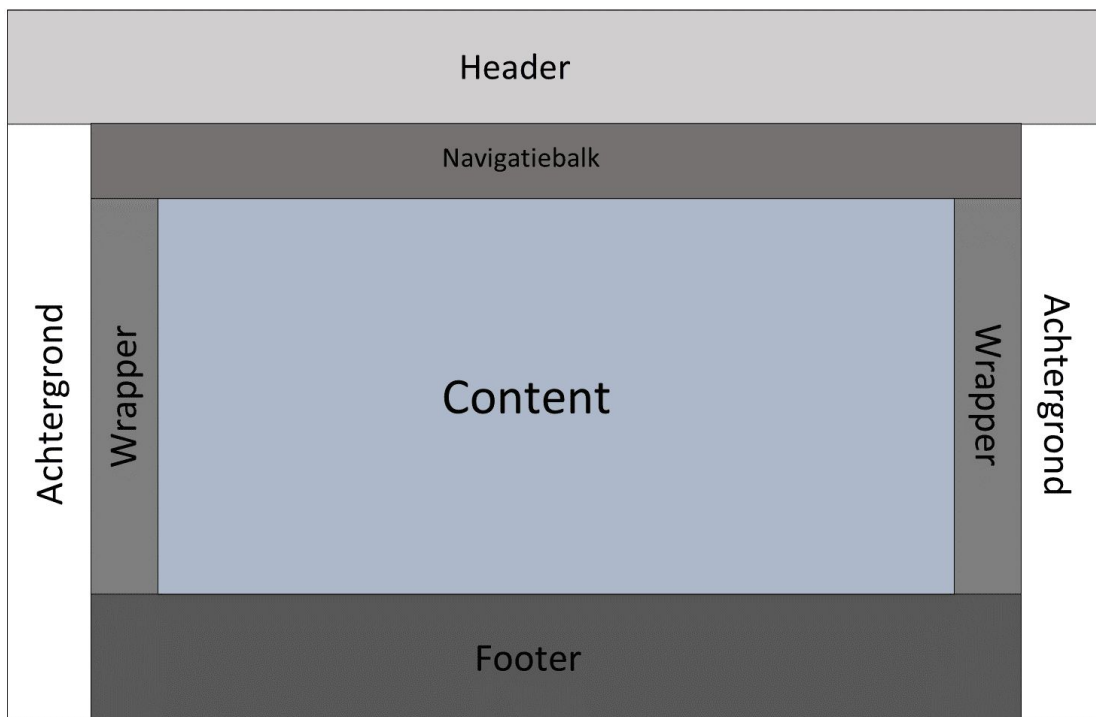 Header
Navigatiebalk
Achtergrond
Wrapper
Content
Wrapper
Achtergrond
Footer